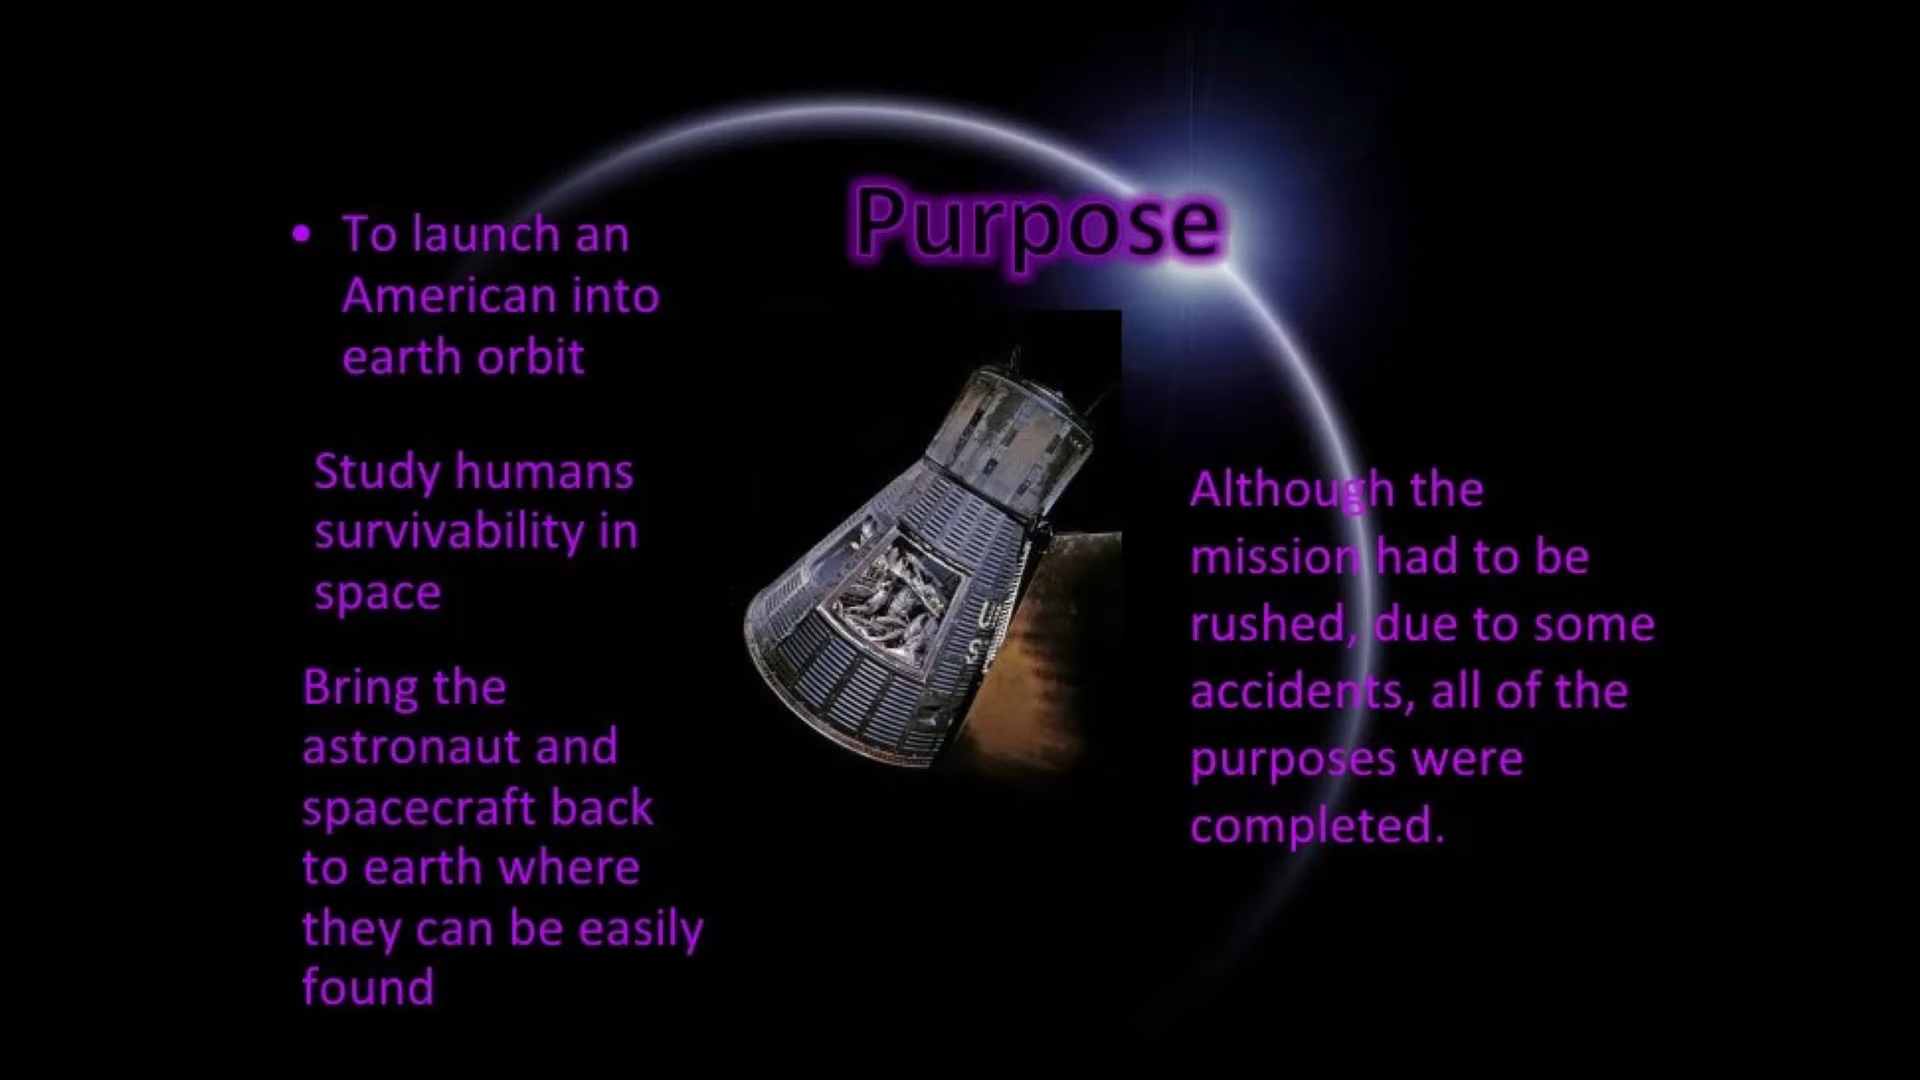 Purpose
• To launch an
American into
earth orbit
Study humans
survivability in
space
Bring the
astronaut and
spacecraft back
to earth where
they can be easily
found
Although the
mission had to be
rushed, due to some
accidents, all of the
purposes were
completed.
U
S